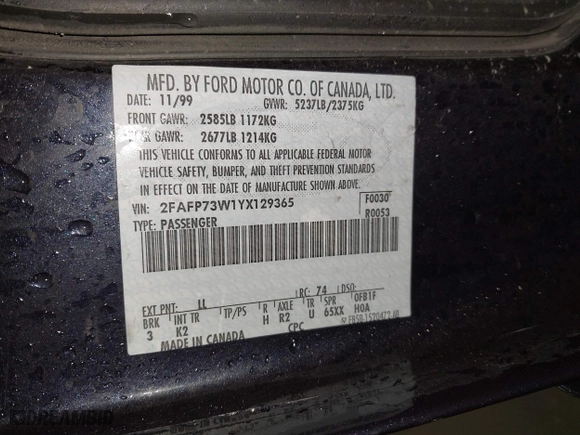 MFD. BY FORD MOTOR CO. OF CANADA, LTD.
DATE: 11/99 GVWR: 5237LB/2375KG
FRONT GAWR: 2585LB 1172KG
GAWR: 2677LB 1214KG
THIS VEHICLE CONFORMS TO ALL APPLICABLE FEDERAL MOTOR
VEHICLE SAFETY, BUMPER, AND THEFT PREVENTION STANDARDS
IN EFFECT ON THE DATE OF MANUFACTURE SHOWN ABOVE.
VIN: 2FAFP73W1YX129365 F0030
TYPE: PASSENGER R0053
EXT PNT: LL RC: 74 DSO:
BRK INT TR TP/PS R AXLE TR SPR 0FB1F
3 K2 H R2 U 65XX H0A
MADE IN CANADA CPC